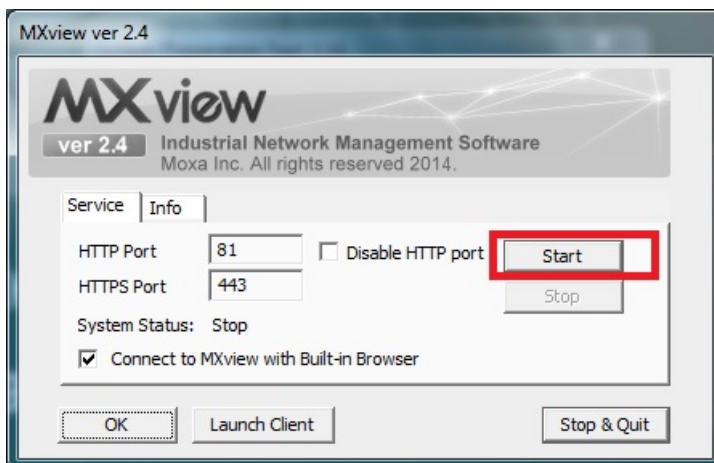 MXview ver 2.4
MXview
ver 2.4 Industrial Network Management Software
Moxa Inc. All rights reserved 2014.
Service Info
HTTP Port 81 Disable HTTP port Start
HTTPS Port 443 Stop
System Status: Stop
Connect to MXview with Built-in Browser
OK Launch Client Stop & Quit